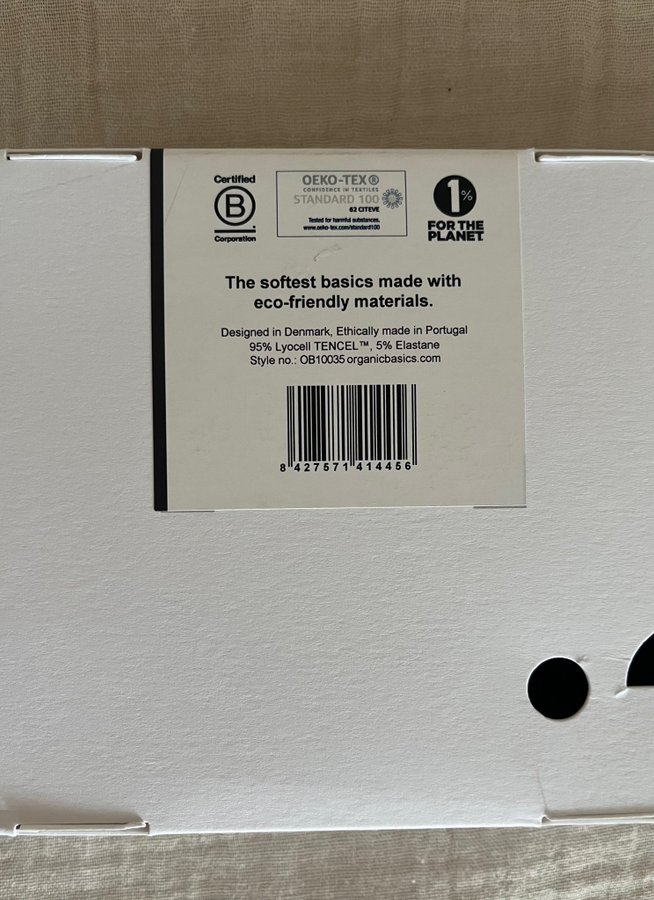 Certified
B
Corporation
OEKO-TEX®
CONFIDENCE IN TEXTILES
STANDARD 100
62 CITEVE
Tested for harmful substances.
www.oeko-tex.com/standard100
1%
FOR THE
PLANET
The softest basics made with
eco-friendly materials.
Designed in Denmark, Ethically made in Portugal
95% Lyocell TENCEL™, 5% Elastane
Style no.: OB10035 organicbasics.com
8 427571 414456